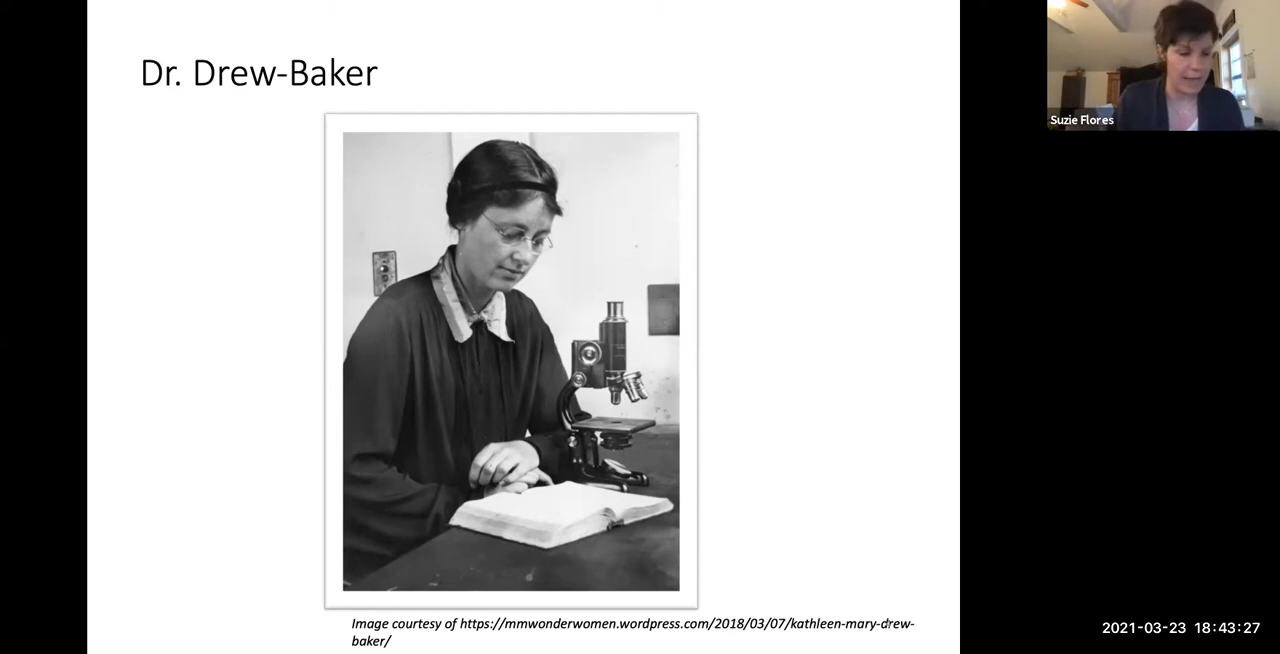 Dr. Drew-Baker
Suzie Flores
Image courtesy of https://mmwonderwomen.wordpress.com/2018/03/07/kathleen-mary-drew-
baker/
2021-03-23 18:43:27